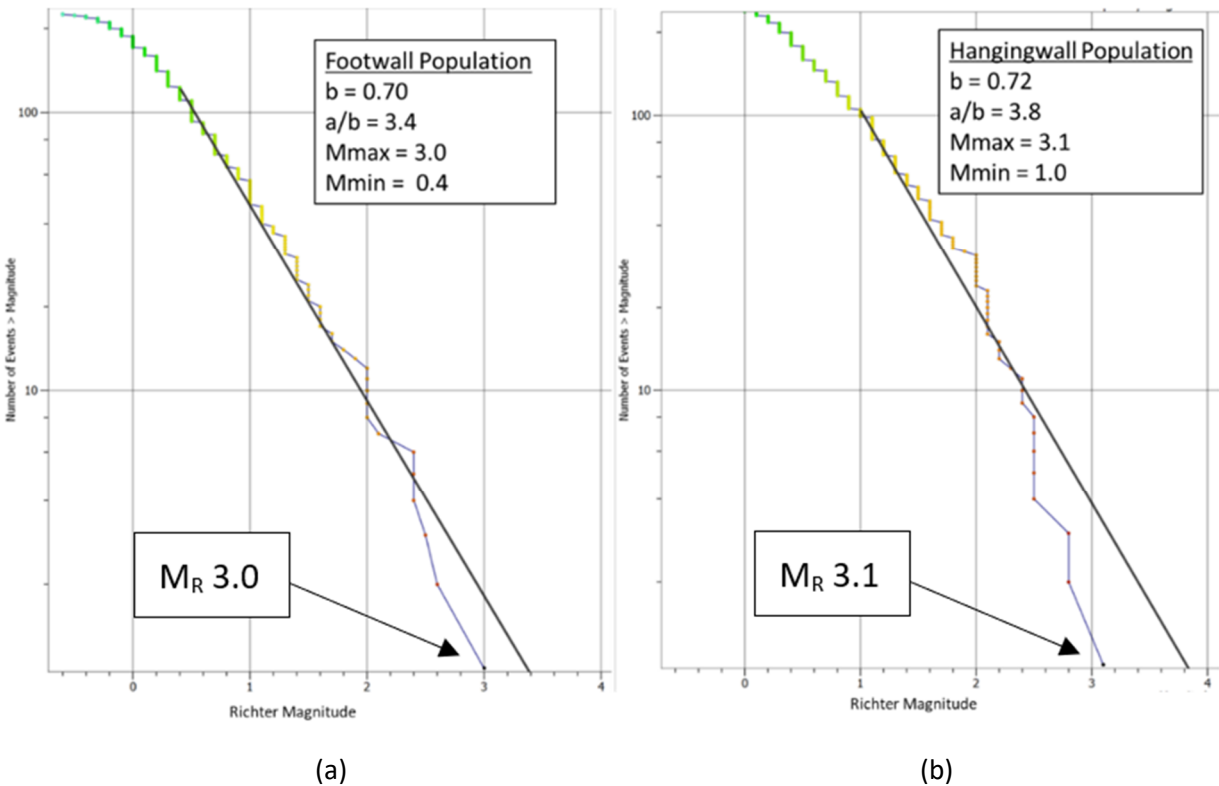 Footwall Population
b = 0.70
a/b = 3.4
Mmax = 3.0
Mmin = 0.4
100
10
Number of Events > Magnitude
MR 3.0
0
1
2
3
4
Richter Magnitude
(a)
Hangingwall Population
b = 0.72
a/b = 3.8
Mmax = 3.1
Mmin = 1.0
100
10
Number of Events > Magnitude
MR 3.1
0
1
2
3
4
Richter Magnitude
(b)